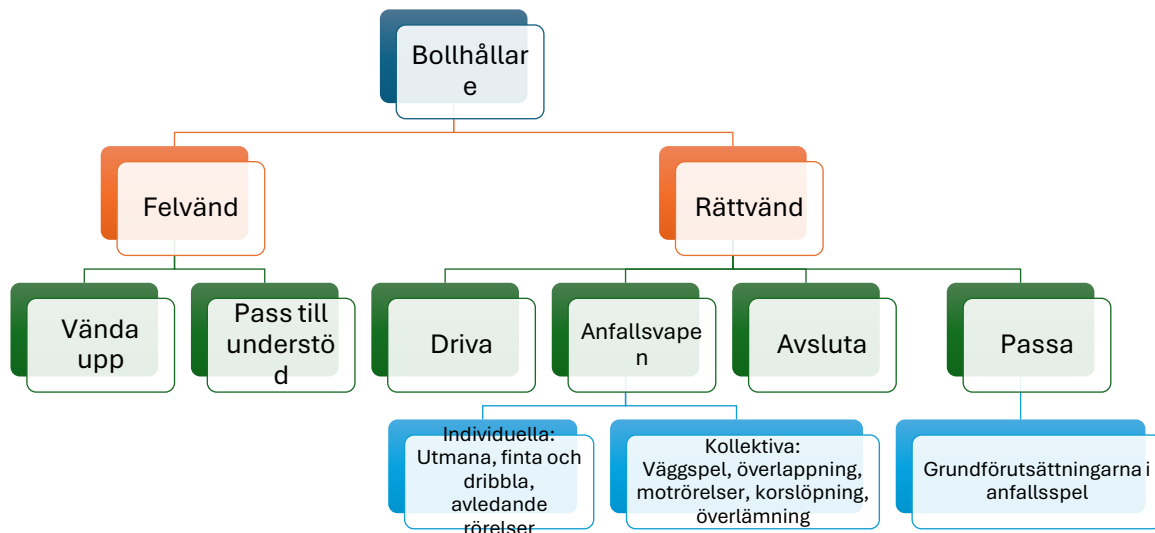 Bollhållar
e
Felvänd
Rättvänd
Vända
upp
Pass till
understö
d
Driva
Anfallsvape
n
Avsluta
Passa
Individuella:
Utmana, finta och
dribbla,
avledande
rörelser
Kollektiva:
Väggspel, överlappning,
motrörelser, korslöpning,
överlämning
Grundförutsättningarna i
anfallsspel